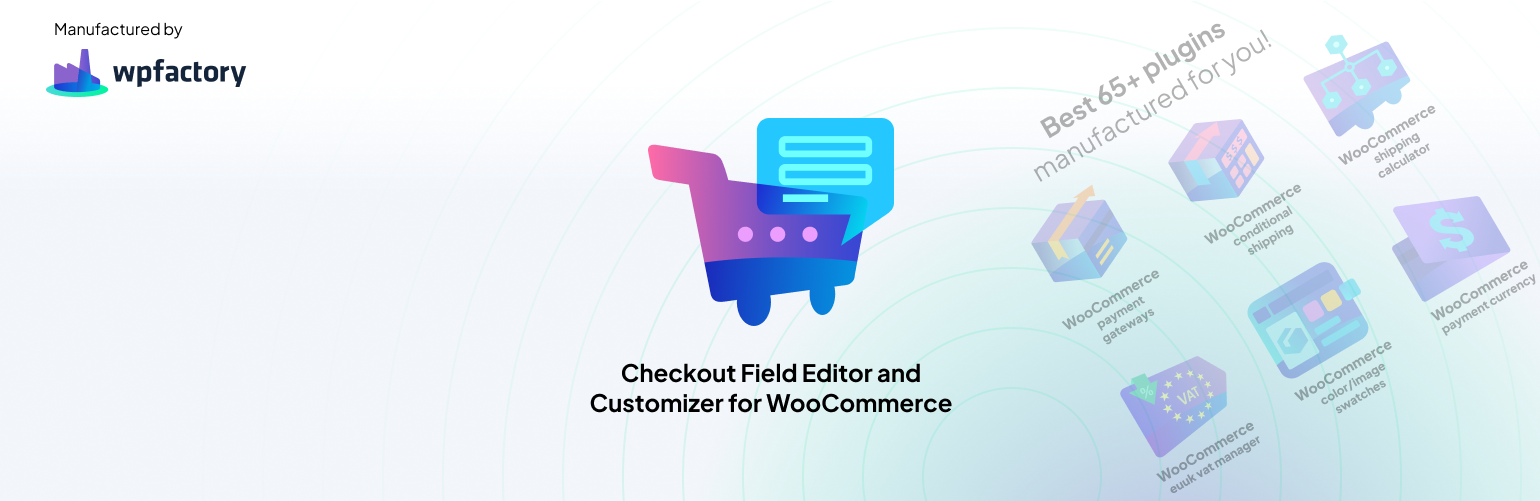 Manufactured by
wpfactory
Best 65+ plugins
manufactured for you!
WooCommerce
shipping
calculator
WooCommerce
conditional
shipping
WooCommerce
payment
gateways
WooCommerce
payment currency
WooCommerce
color/image
swatches
WooCommerce
euuk vat manager
$$$
$
%
VAT
Checkout Field Editor and
Customizer for WooCommerce